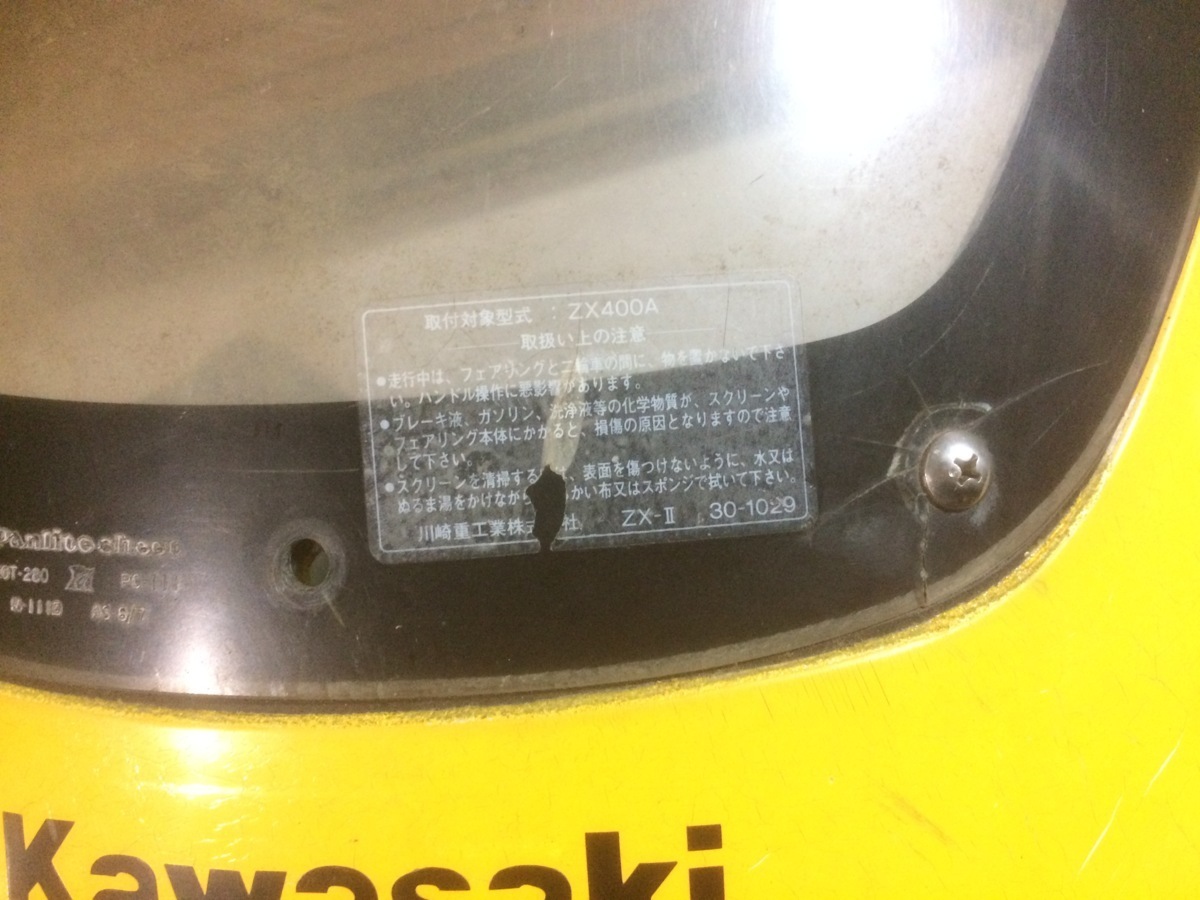 取付対象型式 : ZX400A
取扱い上の注意
●走行中は、フェアリングと二輪車の間に、物を置かないで下さ
い。ハンドル操作に悪影響があります。
●ブレーキ液、ガソリン、洗浄液等の化学物質が、スクリーンや
フェアリング本体にかかると、損傷の原因となりますので注意
して下さい。
●スクリーンを清掃する 、表面を傷つけないように、水又は
ぬるま湯をかけなが かい布又はスポンジで拭いて下さい。
川崎重工業株 社 ZX-II 30-1029
Panlite sheet
-280 PC
AS 6/7
Kawasaki